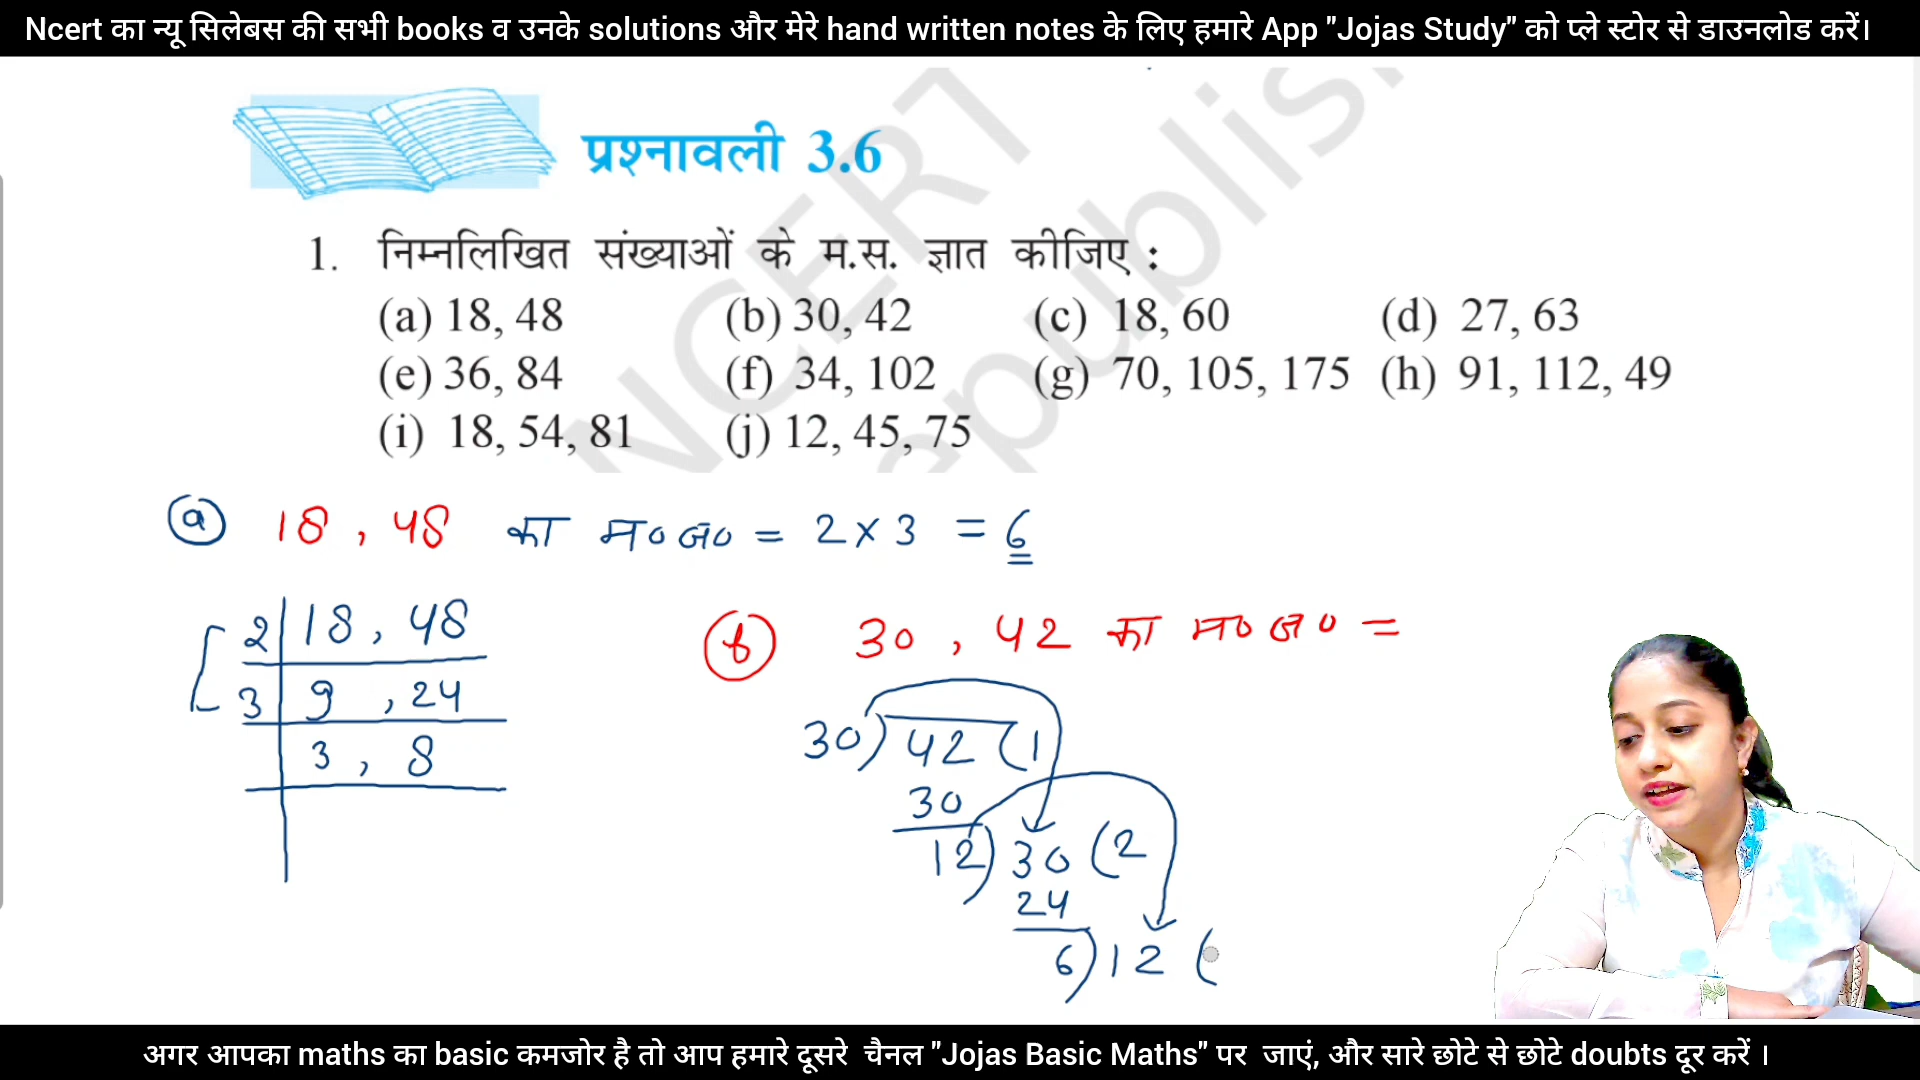 Ncert का न्यू सिलेबस की सभी books व उनके solutions और मेरे hand written notes के लिए हमारे App "Jojas Study" को प्ले स्टोर से डाउनलोड करें।
प्रश्नावली 3.6
1. निम्नलिखित संख्याओं के म.स. ज्ञात कीजिए :
(a) 18, 48 (b) 30, 42 (c) 18, 60 (d) 27, 63
(e) 36, 84 (f) 34, 102 (g) 70, 105, 175 (h) 91, 112, 49
(i) 18, 54, 81 (j) 12, 45, 75
(a) 18, 48 का म०स० = 2 × 3 = 6
2 | 18, 48
3 | 9, 24
3, 8
(b) 30, 42 का म०स० =
30) 42 (1
30
12) 30 (2
24
6) 12 (
NCERT
republis
अगर आपका maths का basic कमजोर है तो आप हमारे दूसरे चैनल "Jojas Basic Maths" पर जाएं, और सारे छोटे से छोटे doubts दूर करें ।